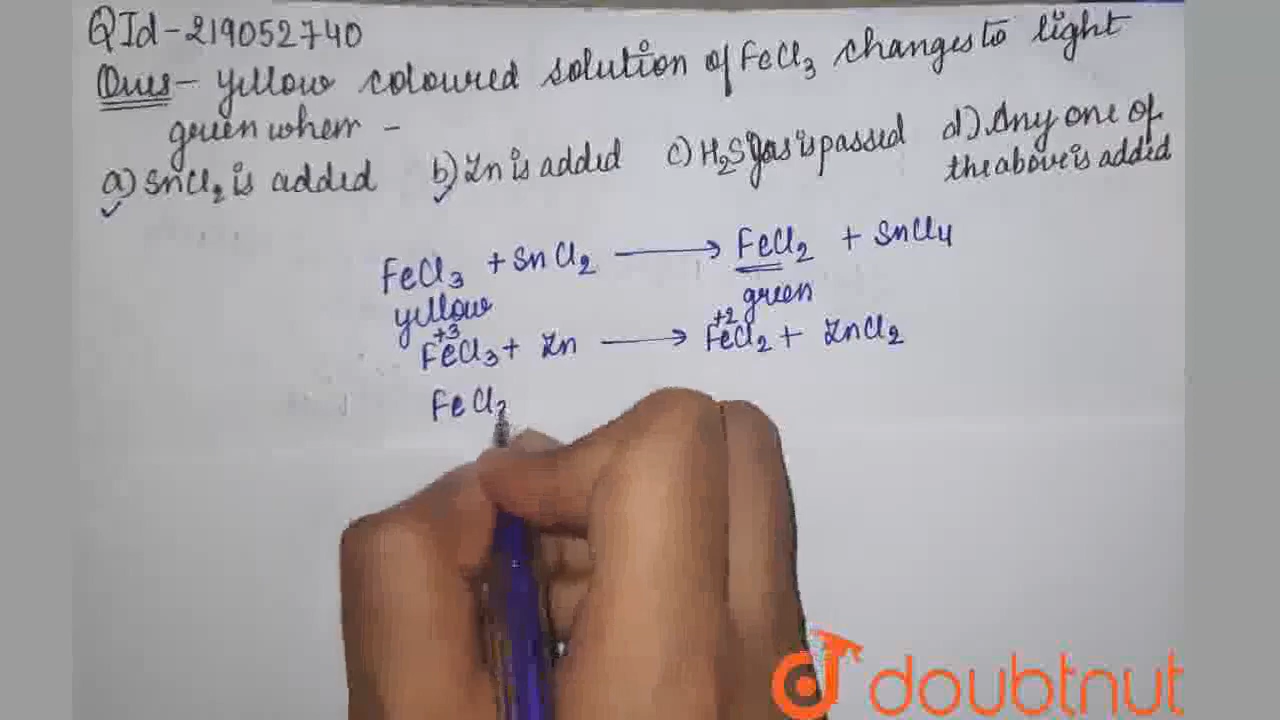 QId-219052740
Ques- Yellow coloured solution of FeCl3 changes to light
green when -
a) SnCl2 is added b) Zn is added c) H2S gas is passed d) Any one of
the above is added
FeCl3 + SnCl2 ⟶ FeCl2 + SnCl4
yellow green
+3 +2
FeCl3 + Zn ⟶ FeCl2 + ZnCl2
FeCl3
doubtnut